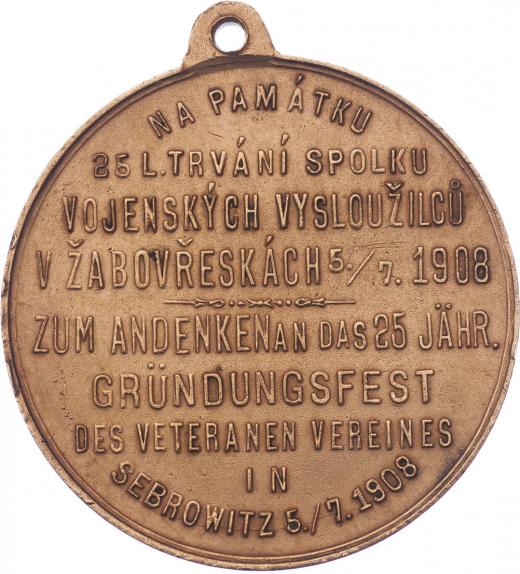 NA PAMÁTKU
25 L. TRVÁNÍ SPOLKU
VOJENSKÝCH VYSLOUŽILCŮ
V ŽABOVŘESKÁCH 5./7. 1908
ZUM ANDENKEN AN DAS 25 JÄHR.
GRÜNDUNGSFEST
DES VETERANEN VEREINES
IN
SEBROWITZ 5./7. 1908